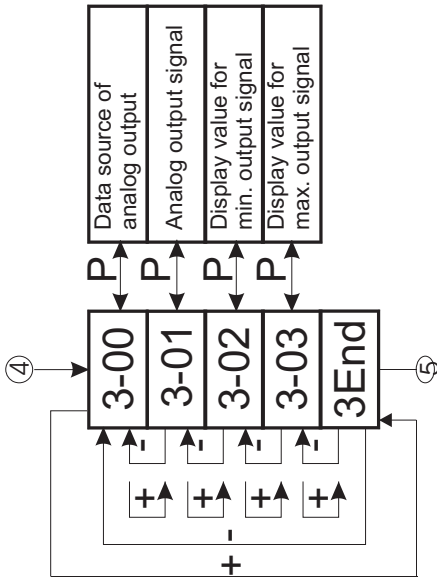 ④
3-00
P
Data source of
analog output
3-01
P
Analog output signal
3-02
P
Display value for
min. output signal
3-03
P
Display value for
max. output signal
3End
⑤
+ -
+ -
+ -
+ -
-
+